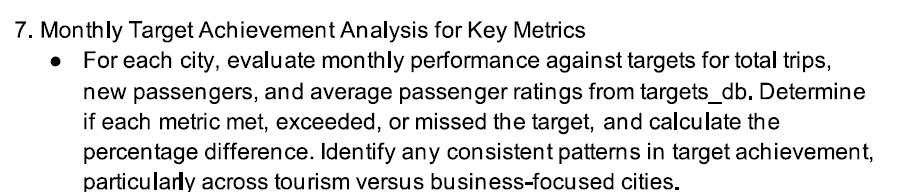 7. Monthly Target Achievement Analysis for Key Metrics
● For each city, evaluate monthly performance against targets for total trips,
new passengers, and average passenger ratings from targets_db. Determine
if each metric met, exceeded, or missed the target, and calculate the
percentage difference. Identify any consistent patterns in target achievement,
particularly across tourism versus business-focused cities.